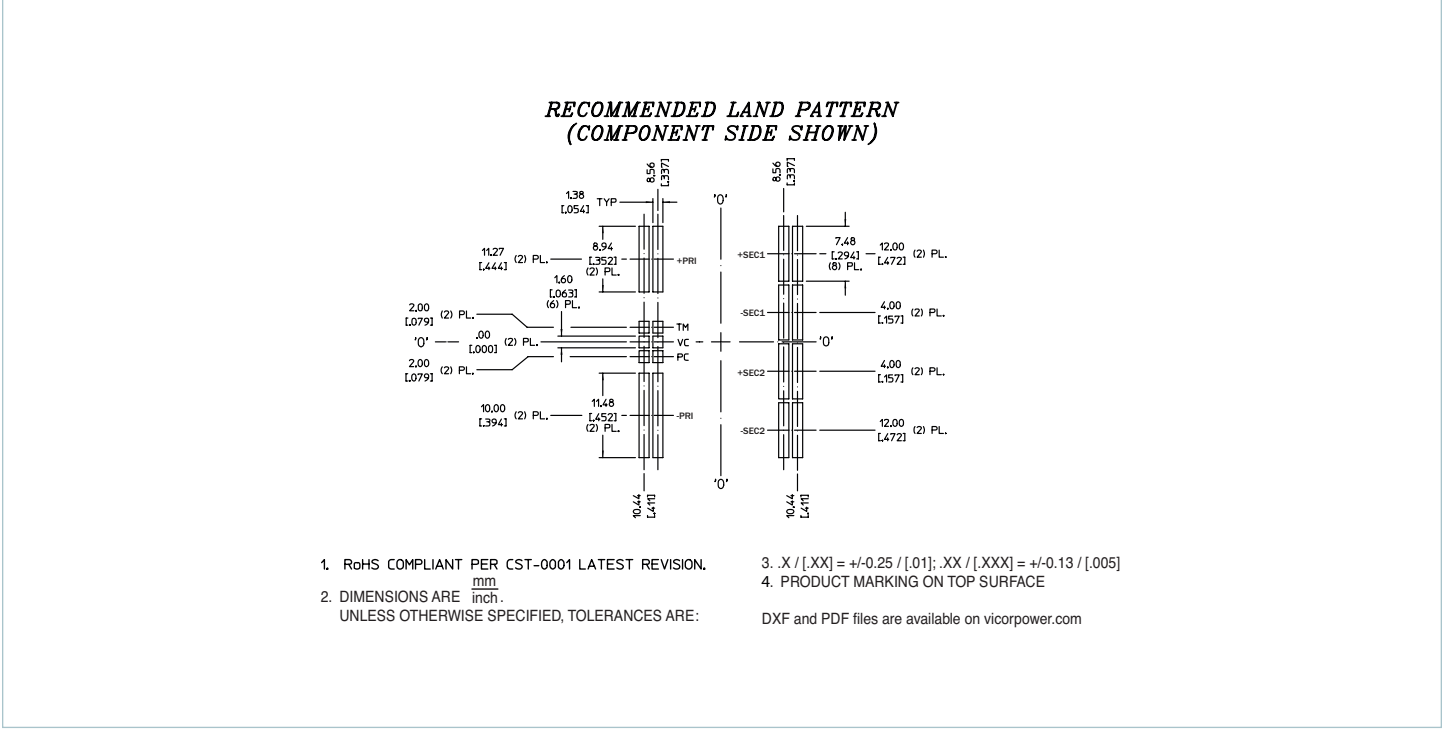 RECOMMENDED LAND PATTERN
(COMPONENT SIDE SHOWN)
8.56
[.337]
8.56
[.337]
1.38
[.054]
TYP
'0'
11.27
[.444]
(2) PL.
8.94
[.352]
(2) PL.
+PRI
+SEC1
7.48
[.294]
(8) PL.
12.00
[.472]
(2) PL.
1.60
[.063]
(6) PL.
2.00
[.079]
(2) PL.
TM
-SEC1
4.00
[.157]
(2) PL.
'0'
.00
[.000]
(2) PL.
VC
'0'
2.00
[.079]
(2) PL.
PC
+SEC2
4.00
[.157]
(2) PL.
10.00
[.394]
(2) PL.
11.48
[.452]
(2) PL.
-PRI
-SEC2
12.00
[.472]
(2) PL.
'0'
10.44
[.411]
10.44
[.411]
1. RoHS COMPLIANT PER CST-0001 LATEST REVISION.
2. DIMENSIONS ARE mm
inch .
UNLESS OTHERWISE SPECIFIED, TOLERANCES ARE:
3. .X / [.XX] = +/-0.25 / [.01]; .XX / [.XXX] = +/-0.13 / [.005]
4. PRODUCT MARKING ON TOP SURFACE
DXF and PDF files are available on vicorpower.com